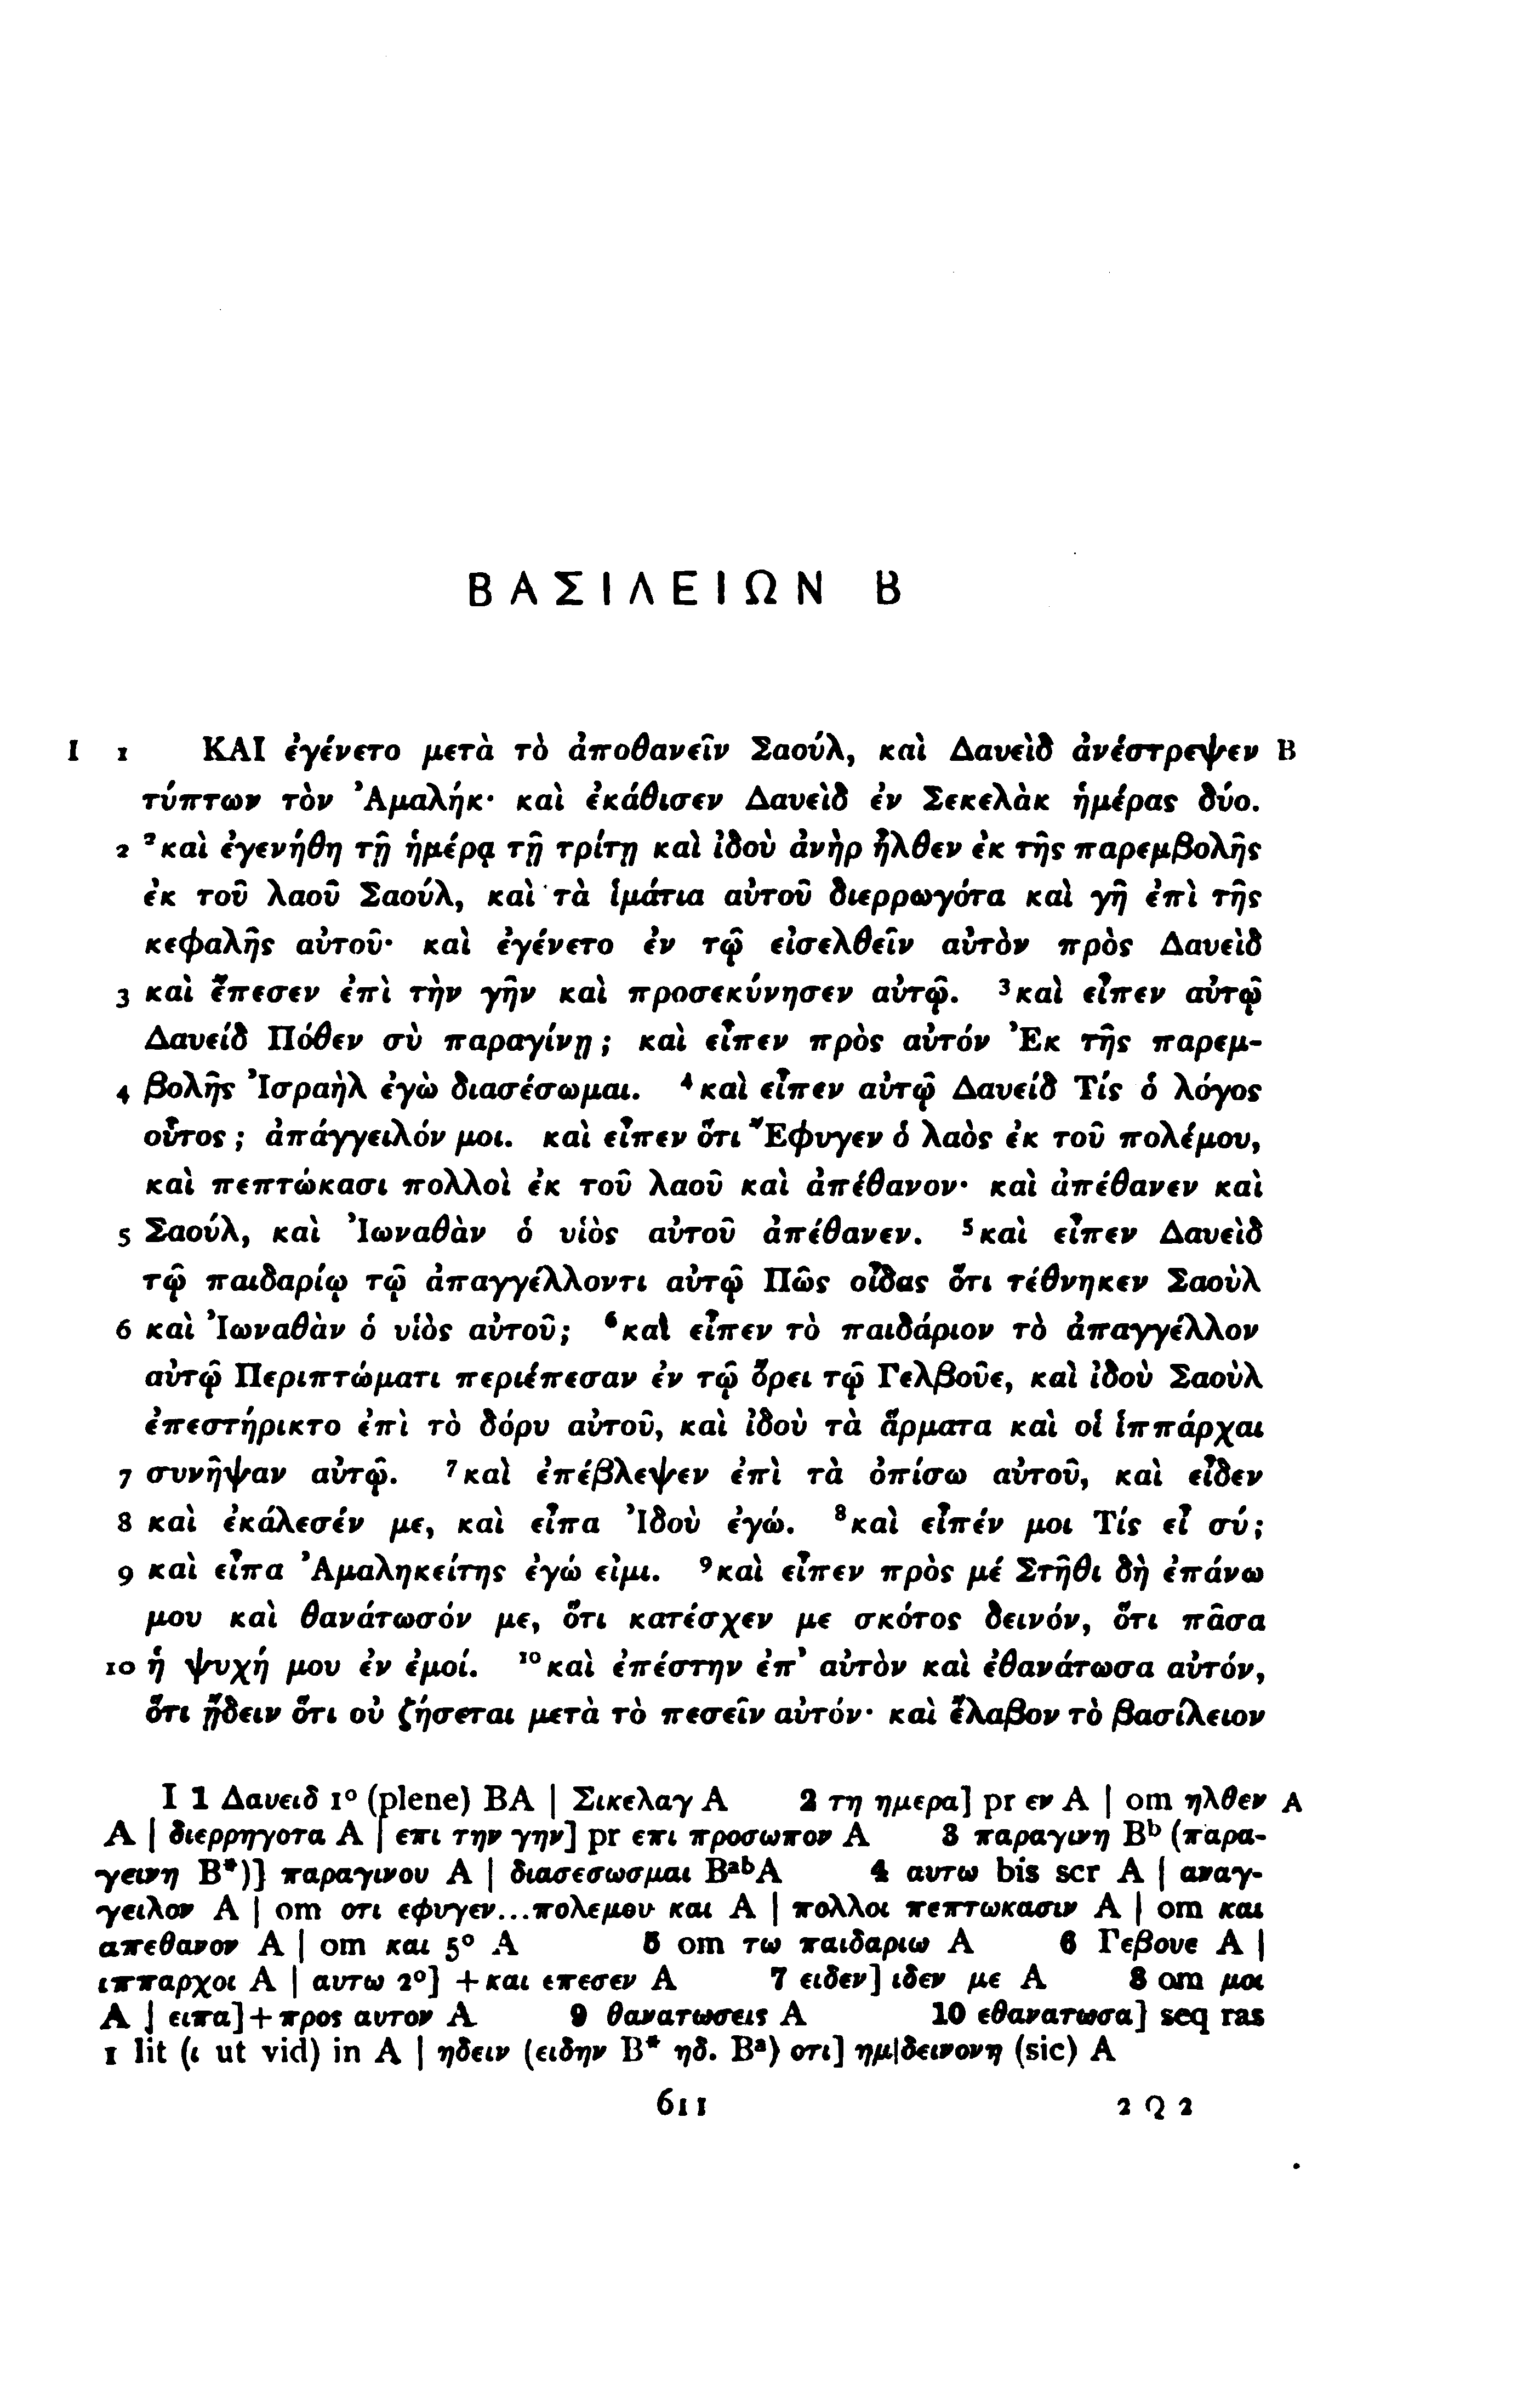 ΒΑΣΙΛΕΙΩΝ Β
I 1 ΚΑΙ ἐγένετο μετὰ τὸ ἀποθανεῖν Σαούλ, καὶ Δαυεὶδ ἀνέστρεψεν B
τύπτων τὸν Ἀμαλήκ· καὶ ἐκάθισεν Δαυεὶδ ἐν Σεκελὰκ ἡμέρας δύο.
2 ²καὶ ἐγενήθη τῇ ἡμέρᾳ τῇ τρίτῃ καὶ ἰδοὺ ἀνὴρ ἦλθεν ἐκ τῆς παρεμβολῆς
ἐκ τοῦ λαοῦ Σαούλ, καὶ τὰ ἱμάτια αὐτοῦ διερρωγότα καὶ γῆ ἐπὶ τῆς
κεφαλῆς αὐτοῦ· καὶ ἐγένετο ἐν τῷ εἰσελθεῖν αὐτὸν πρὸς Δαυεὶδ
3 καὶ ἔπεσεν ἐπὶ τὴν γῆν καὶ προσεκύνησεν αὐτῷ. ³καὶ εἶπεν αὐτῷ
Δαυείδ Πόθεν σὺ παραγίνῃ; καὶ εἶπεν πρὸς αὐτόν Ἐκ τῆς παρεμ-
4 βολῆς Ἰσραὴλ ἐγὼ διασέσωμαι. ⁴καὶ εἶπεν αὐτῷ Δαυείδ Τίς ὁ λόγος
οὗτος; ἀπάγγειλόν μοι. καὶ εἶπεν ὅτι Ἔφυγεν ὁ λαὸς ἐκ τοῦ πολέμου,
καὶ πεπτώκασι πολλοὶ ἐκ τοῦ λαοῦ καὶ ἀπέθανον· καὶ ἀπέθανεν καὶ
5 Σαούλ, καὶ Ἰωναθὰν ὁ υἱὸς αὐτοῦ ἀπέθανεν. ⁵καὶ εἶπεν Δαυεὶδ
τῷ παιδαρίῳ τῷ ἀπαγγέλλοντι αὐτῷ Πῶς οἶδας ὅτι τέθνηκεν Σαοὺλ
6 καὶ Ἰωναθὰν ὁ υἱὸς αὐτοῦ; ⁶καὶ εἶπεν τὸ παιδάριον τὸ ἀπαγγέλλον
αὐτῷ Περιπτώματι περιέπεσαν ἐν τῷ ὄρει τῷ Γελβοῦε, καὶ ἰδοὺ Σαοὺλ
ἐπεστήρικτο ἐπὶ τὸ δόρυ αὐτοῦ, καὶ ἰδοὺ τὰ ἅρματα καὶ οἱ ἱππάρχαι
7 συνῆψαν αὐτῷ. ⁷καὶ ἐπέβλεψεν ἐπὶ τὰ ὀπίσω αὐτοῦ, καὶ εἶδεν
8 καὶ ἐκάλεσέν με, καὶ εἶπα Ἰδοὺ ἐγώ. ⁸καὶ εἶπέν μοι Τίς εἶ σύ;
9 καὶ εἶπα Ἀμαληκείτης ἐγώ εἰμι. ⁹καὶ εἶπεν πρὸς μέ Στῆθι δὴ ἐπάνω
μου καὶ θανάτωσόν με, ὅτι κατέσχεν με σκότος δεινόν, ὅτι πᾶσα
10 ἡ ψυχή μου ἐν ἐμοί. ¹⁰καὶ ἐπέστην ἐπ’ αὐτὸν καὶ ἐθανάτωσα αὐτόν,
ὅτι ᾔδειν ὅτι οὐ ζήσεται μετὰ τὸ πεσεῖν αὐτόν· καὶ ἔλαβον τὸ βασίλειον
I 1 Δαυειδ 1° (plene) BA | Σικελαγ A 2 τη ημερα] pr εν A | om ηλθεν A
A | διερρηγοτα A | επι την γην] pr επι προσωπον A 3 παραγινη Bᵇ (παρα-
γεινη B*)] παραγινου A | διασεσωσμαι BᵃᵇA 4 αυτω bis scr A | αναγ-
γειλον A | om οτι εφυγεν...πολεμου και A | πολλοι πεπτωκασιν A | om και
απεθανον A | om και 5° A 5 om τω παιδαριω A 6 Γεβουε A |
ιππαρχοι A | αυτω 2°] +και επεσεν A 7 ειδεν] ιδεν με A 8 om μοι
A | ειπα]+προς αυτον A 9 θανατωσεις A 10 εθανατωσα] seq ras
1 lit (ι ut vid) in A | ηδειν (ειδην B* ηδ. Bᵃ) οτι] ημ|δεινονη (sic) A
611 2 Q 2